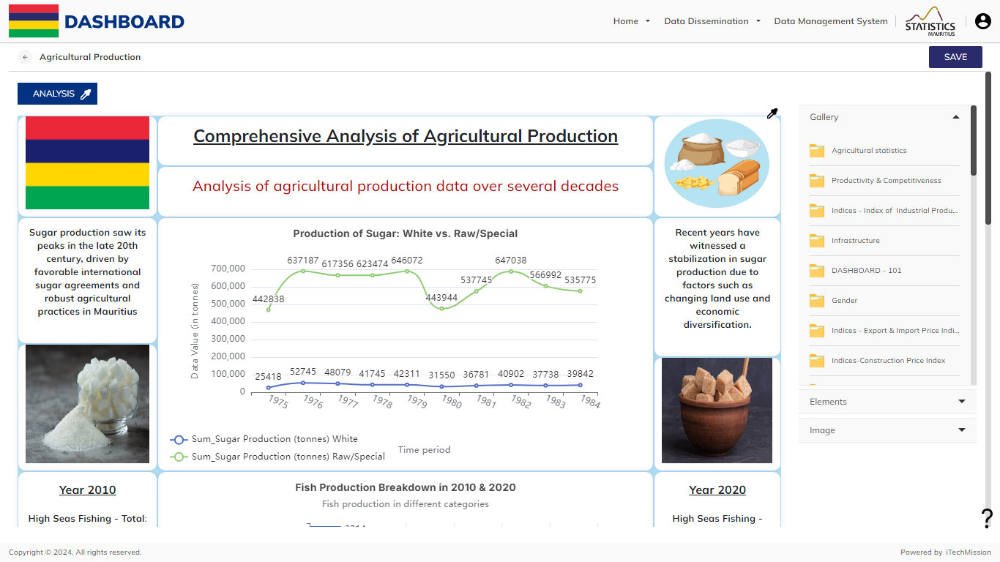 DASHBOARD
Home
Data Dissemination
Data Management System
STATISTICS
MAURITIUS
Agricultural Production
SAVE
ANALYSIS
Comprehensive Analysis of Agricultural Production
Analysis of agricultural production data over several decades
Sugar production saw its
peaks in the late 20th
century, driven by
favorable international
sugar agreements and
robust agricultural
practices in Mauritius
Production of Sugar: White vs. Raw/Special
Data Value (in tonnes)
700,000
600,000
500,000
400,000
300,000
200,000
100,000
0
442838
637187
617356
623474
646072
443944
537745
647038
566992
535775
25418
52745
48079
41745
42311
31550
36781
40902
37738
39842
1975
1976
1977
1978
1979
1980
1981
1982
1983
1984
Sum_Sugar Production (tonnes) White
Sum_Sugar Production (tonnes) Raw/Special
Time period
Recent years have
witnessed a
stabilization in sugar
production due to
factors such as
changing land use and
economic
diversification.
Year 2010
High Seas Fishing - Total:
Fish Production Breakdown in 2010 & 2020
Fish production in different categories
Year 2020
High Seas Fishing -
Gallery
Agricultural statistics
Productivity & Competitiveness
Indices - Index of Industrial Produ...
Infrastructure
DASHBOARD - 101
Gender
Indices - Export & Import Price Indi...
Indices-Construction Price Index
Elements
Image
?
Copyright © 2024. All rights reserved.
Powered by iTechMission